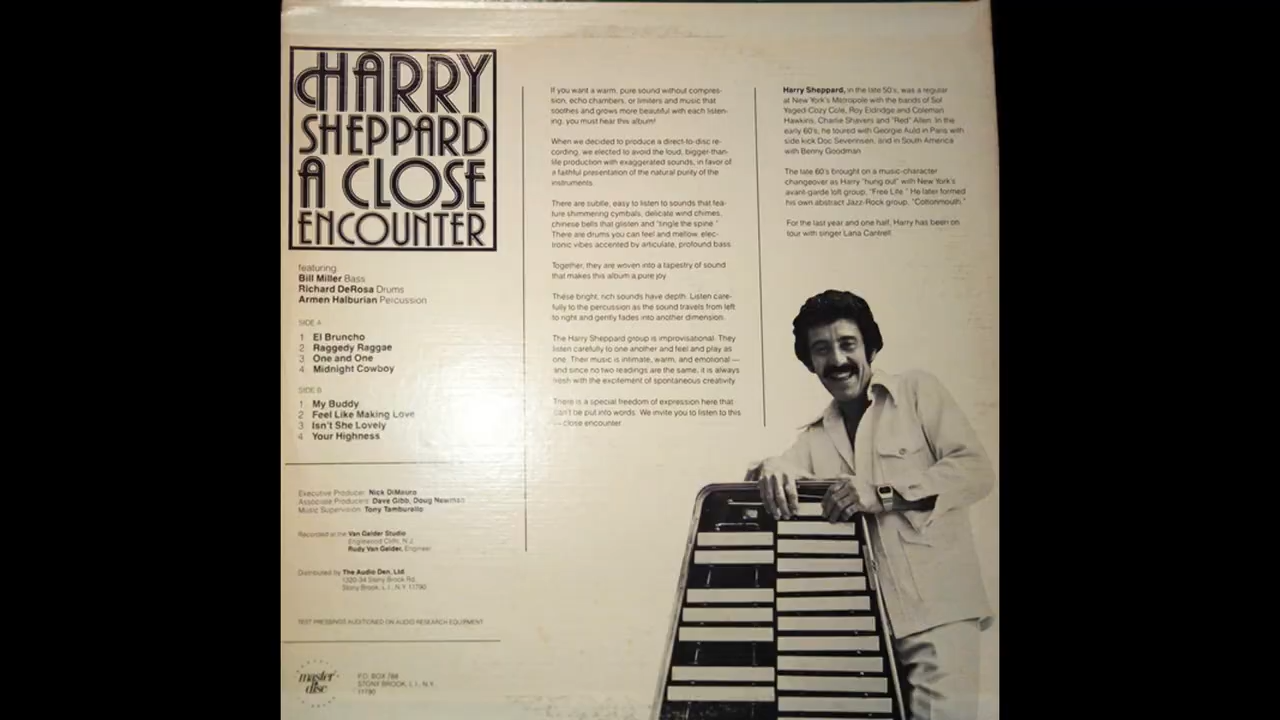 HARRY
SHEPPARD
A CLOSE
ENCOUNTER
featuring
Bill Miller Bass
Richard DeRosa Drums
Armen Halburian Percussion
SIDE A
1 El Bruncho
2 Raggedy Raggae
3 One and One
4 Midnight Cowboy
SIDE B
1 My Buddy
2 Feel Like Making Love
3 Isn't She Lovely
4 Your Highness
Executive Producer: Nick DiMauro
Associate Producers: Dave Gibb, Doug Newman
Music Supervision: Tony Tamburello
Recorded at the Van Gelder Studio
Englewood Cliffs, N.J.
Rudy Van Gelder, Engineer
Distributed by The Audio Den, Ltd.
1320-34 Stony Brook Rd.
Stony Brook, L.I., N.Y. 11790
TEST PRESSINGS AUDITIONED ON AUDIO RESEARCH EQUIPMENT
master
disc
P.O. BOX 788
STONY BROOK, L.I., N.Y.
11790
If you want a warm, pure sound without compres-
sion, echo chambers, or limiters and music that
soothes and grows more beautiful with each listen-
ing, you must hear this album!
When we decided to produce a direct-to-disc re-
cording, we elected to avoid the loud, bigger-than-
life production with exaggerated sounds, in favor of
a faithful presentation of the natural purity of the
instruments.
There are subtle, easy to listen to sounds that fea-
ture shimmering cymbals, delicate wind chimes,
chinese bells that glisten and "tingle the spine."
There are drums you can feel and mellow, elec-
tronic vibes accented by articulate, profound bass.
Together, they are woven into a tapestry of sound
that makes this album a pure joy.
These bright, rich sounds have depth. Listen care-
fully to the percussion as the sound travels from left
to right and gently fades into another dimension.
The Harry Sheppard group is improvisational. They
listen carefully to one another and feel and play as
one. Their music is intimate, warm, and emotional —
and since no two readings are the same, it is always
fresh with the excitement of spontaneous creativity.
There is a special freedom of expression here that
can't be put into words. We invite you to listen to this
— close encounter.
Harry Sheppard, in the late 50's, was a regular
at New York's Metropole with the bands of Sol
Yaged-Cozy Cole, Roy Eldridge and Coleman
Hawkins, Charlie Shavers and "Red" Allen. In the
early 60's, he toured with Georgie Auld in Paris with
side kick Doc Severinsen, and in South America
with Benny Goodman.
The late 60's brought on a music-character
changeover as Harry "hung out" with New York's
avant-garde loft group, "Free Life." He later formed
his own abstract Jazz-Rock group, "Cottonmouth."
For the last year and one half, Harry has been on
tour with singer Lana Cantrell.